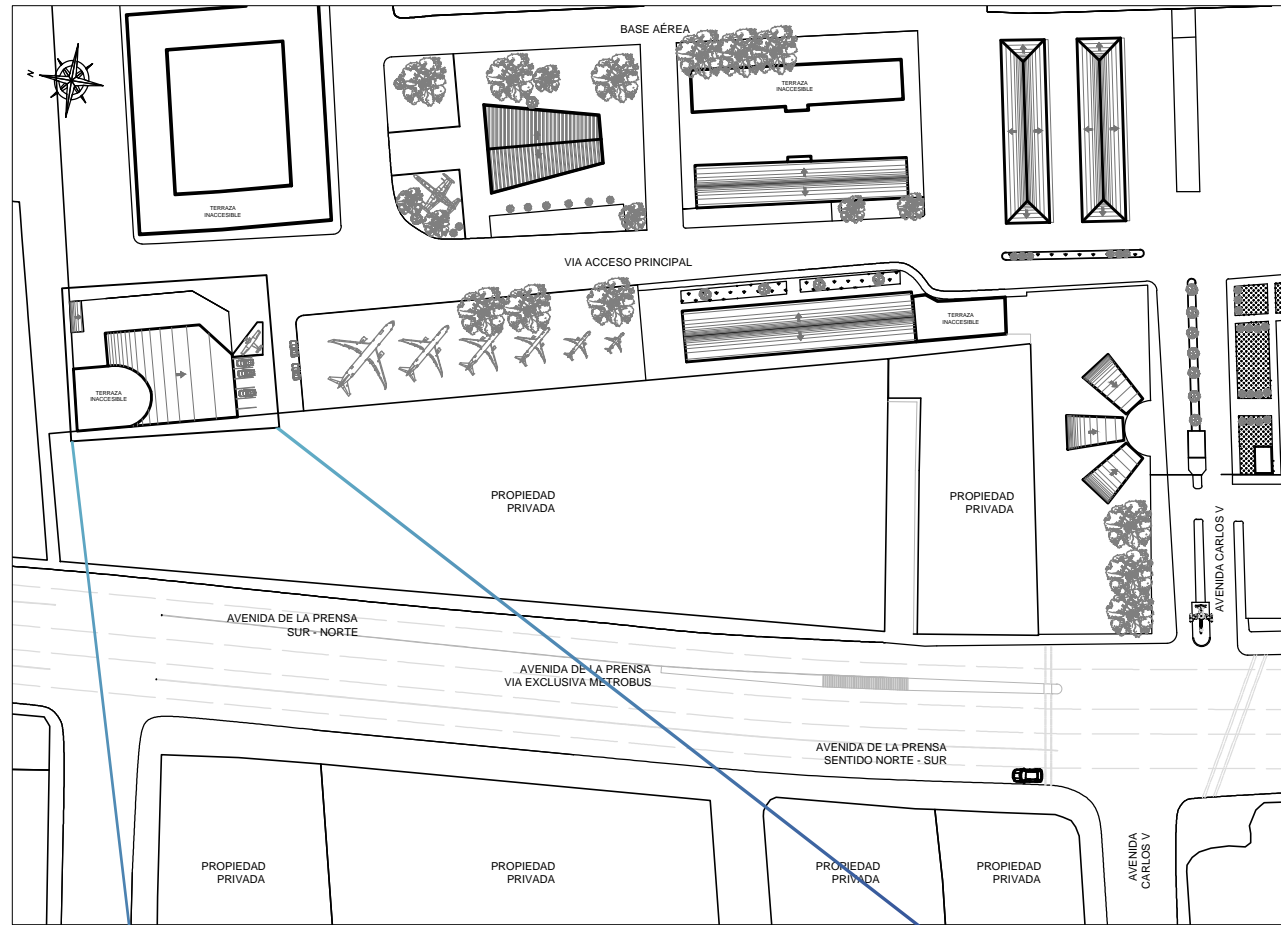 BASE AÉREA
N
TERRAZA
INACCESIBLE
TERRAZA
INACCESIBLE
VIA ACCESO PRINCIPAL
TERRAZA
INACCESIBLE
TERRAZA
INACCESIBLE
PROPIEDAD
PRIVADA
PROPIEDAD
PRIVADA
AVENIDA CARLOS V
AVENIDA DE LA PRENSA
SUR - NORTE
AVENIDA DE LA PRENSA
VIA EXCLUSIVA METROBUS
AVENIDA DE LA PRENSA
SENTIDO NORTE - SUR
PROPIEDAD
PRIVADA
PROPIEDAD
PRIVADA
PROPIEDAD
PRIVADA
PROPIEDAD
PRIVADA
AVENIDA
CARLOS V